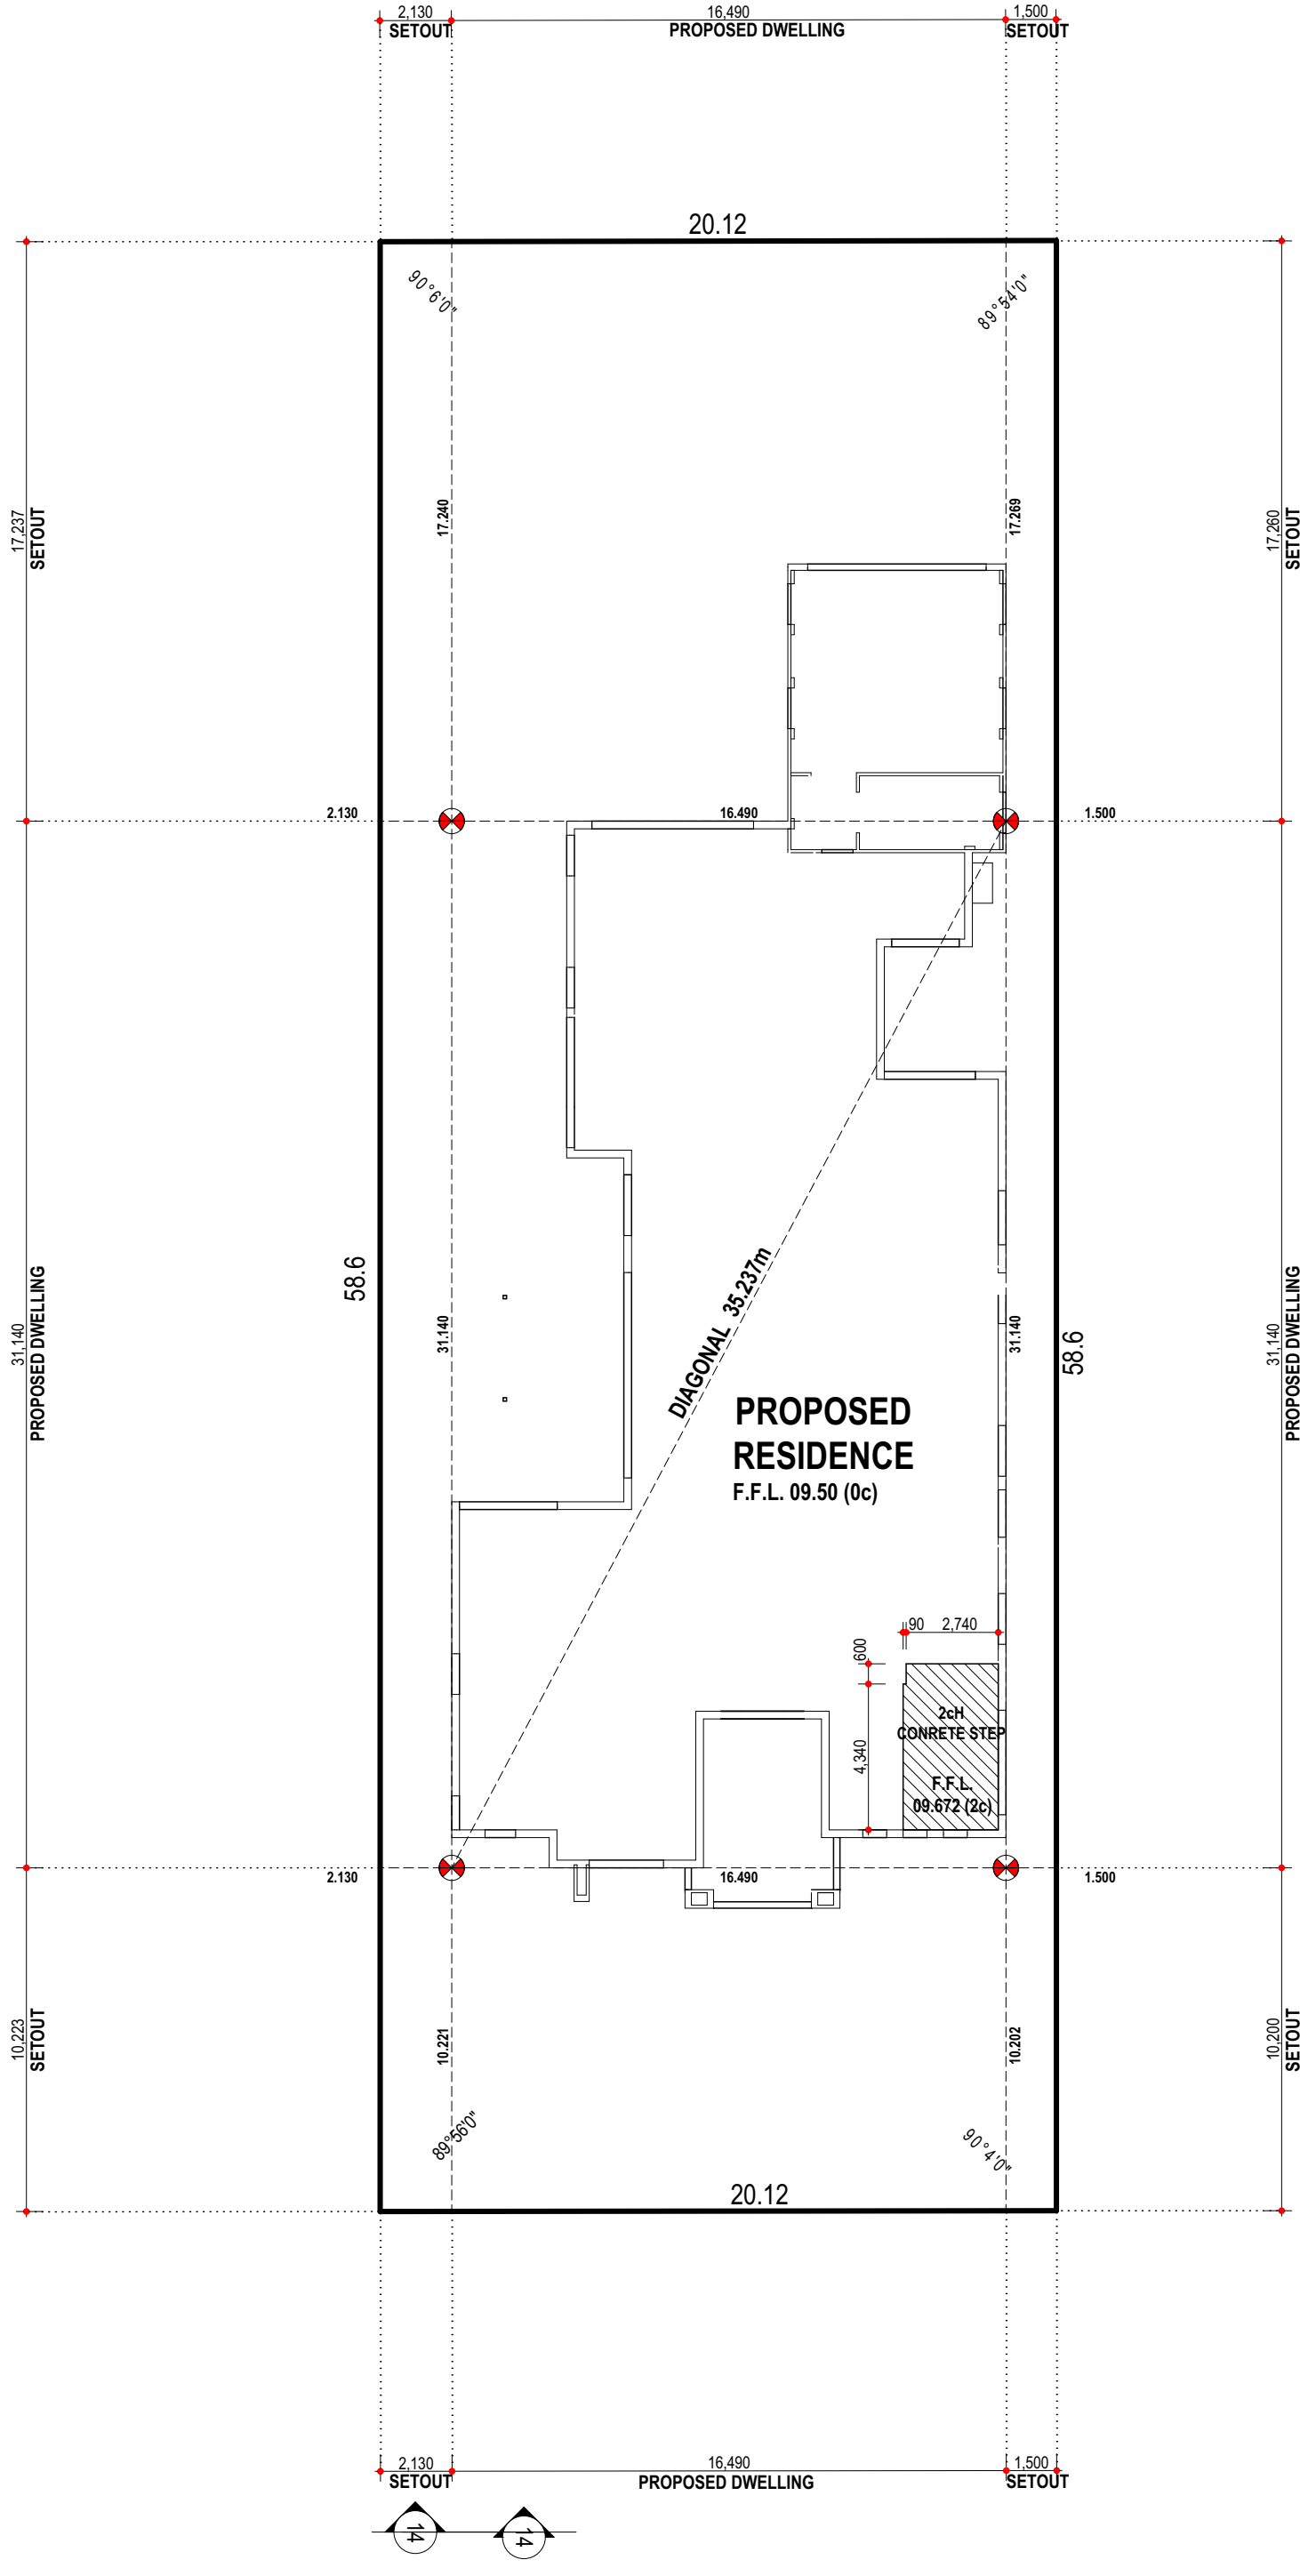 2,130
16,490
1,500
SETOUT
PROPOSED DWELLING
SETOUT
20.12
90°6'0"
89°54'0"
17,237
SETOUT
17.240
17.269
17,260
SETOUT
2.130
16.490
1.500
58.6
31,140
PROPOSED DWELLING
31.140
DIAGONAL 35.237m
31.140
58.6
31,140
PROPOSED DWELLING
PROPOSED
RESIDENCE
F.F.L. 09.50 (0c)
90
2,740
600
4,340
2cH
CONRETE STEP
F.F.L.
09.672 (2c)
2.130
16.490
1.500
10,223
SETOUT
10.221
10.202
10,200
SETOUT
89°56'0"
90°4'0"
20.12
2,130
16,490
1,500
SETOUT
PROPOSED DWELLING
SETOUT
14
14